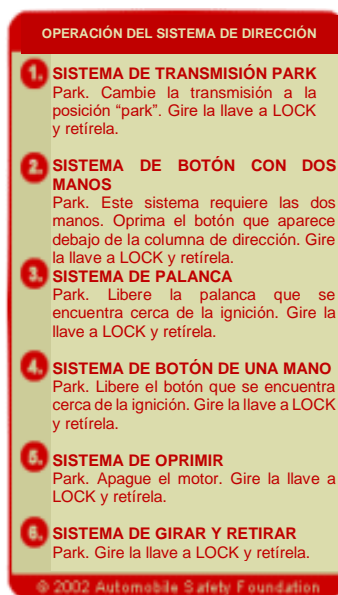 OPERACIÓN DEL SISTEMA DE DIRECCIÓN
1. SISTEMA DE TRANSMISIÓN PARK
Park. Cambie la transmisión a la
posición “park”. Gire la llave a LOCK
y retírela.
2. SISTEMA DE BOTÓN CON DOS
MANOS
Park. Este sistema requiere las dos
manos. Oprima el botón que aparece
debajo de la columna de dirección. Gire
la llave a LOCK y retírela.
3. SISTEMA DE PALANCA
Park. Libere la palanca que se
encuentra cerca de la ignición. Gire la
llave a LOCK y retírela.
4. SISTEMA DE BOTÓN DE UNA MANO
Park. Libere el botón que se encuentra
cerca de la ignición. Gire la llave a LOCK
y retírela.
5. SISTEMA DE OPRIMIR
Park. Apague el motor. Gire la llave a
LOCK y retírela.
6. SISTEMA DE GIRAR Y RETIRAR
Park. Gire la llave a LOCK y retírela.
© 2002 Automobile Safety Foundation